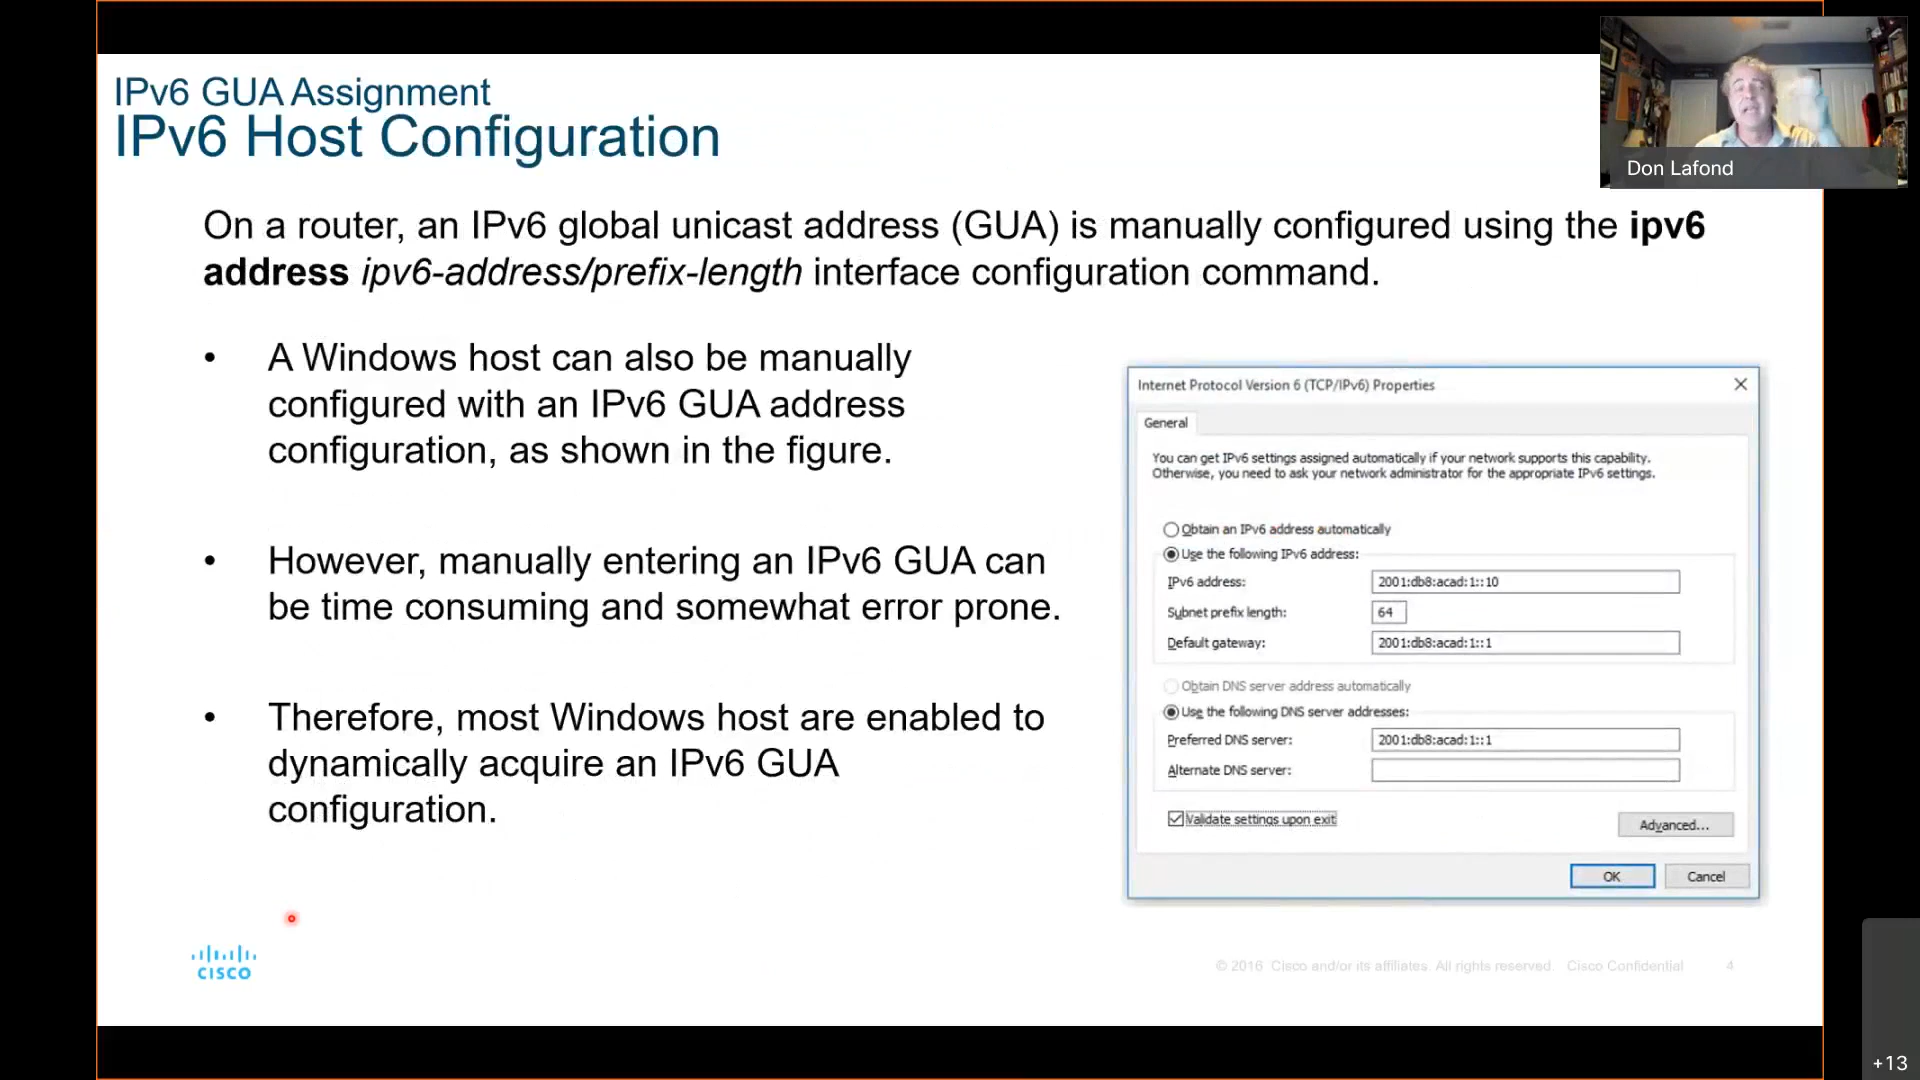 IPv6 GUA Assignment
IPv6 Host Configuration
Don Lafond
On a router, an IPv6 global unicast address (GUA) is manually configured using the ipv6
address ipv6-address/prefix-length interface configuration command.
• A Windows host can also be manually
configured with an IPv6 GUA address
configuration, as shown in the figure.
• However, manually entering an IPv6 GUA can
be time consuming and somewhat error prone.
• Therefore, most Windows host are enabled to
dynamically acquire an IPv6 GUA
configuration.
Internet Protocol Version 6 (TCP/IPv6) Properties
General
You can get IPv6 settings assigned automatically if your network supports this capability.
Otherwise, you need to ask your network administrator for the appropriate IPv6 settings.
Obtain an IPv6 address automatically
Use the following IPv6 address:
IPv6 address: 2001:db8:acad:1::10
Subnet prefix length: 64
Default gateway: 2001:db8:acad:1::1
Obtain DNS server address automatically
Use the following DNS server addresses:
Preferred DNS server: 2001:db8:acad:1::1
Alternate DNS server:
Validate settings upon exit
Advanced...
OK Cancel
CISCO
© 2016 Cisco and/or its affiliates. All rights reserved. Cisco Confidential 4
+13